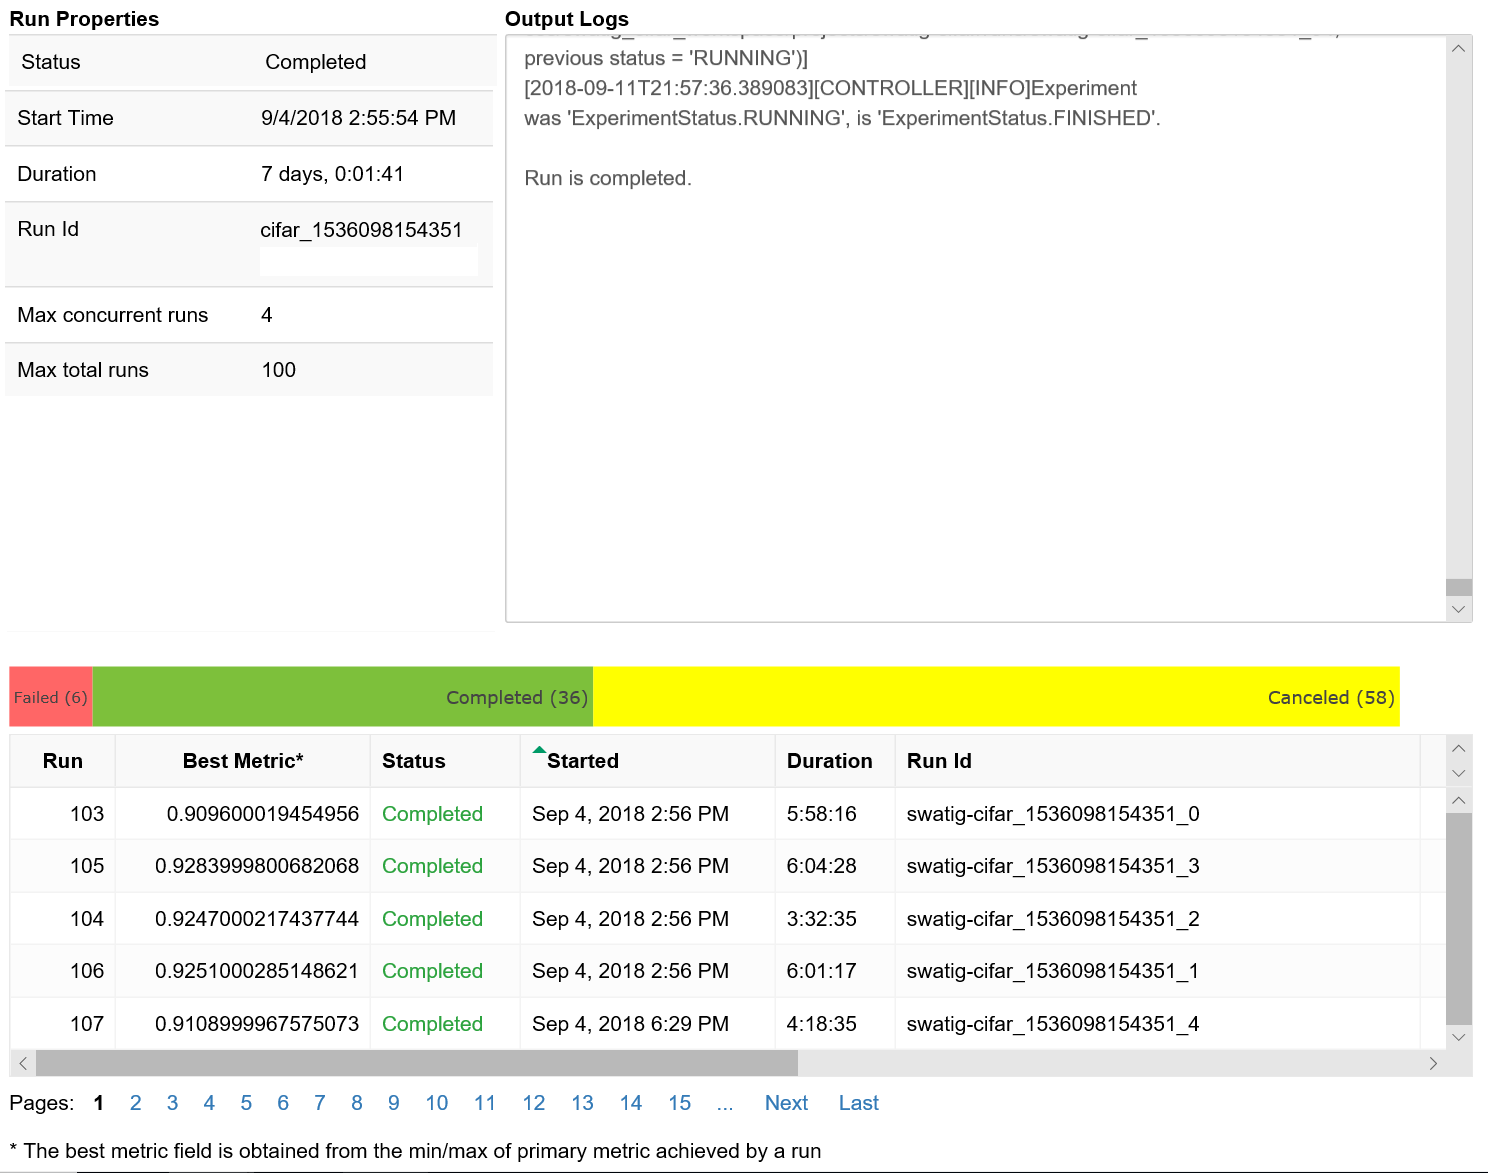 Run Properties
Status Completed
Start Time 9/4/2018 2:55:54 PM
Duration 7 days, 0:01:41
Run Id cifar_1536098154351
Max concurrent runs 4
Max total runs 100
Output Logs
previous status = 'RUNNING')]
[2018-09-11T21:57:36.389083][CONTROLLER][INFO]Experiment
was 'ExperimentStatus.RUNNING', is 'ExperimentStatus.FINISHED'.
Run is completed.
Failed (6) Completed (36) Canceled (58)
Run Best Metric* Status Started Duration Run Id
103 0.909600019454956 Completed Sep 4, 2018 2:56 PM 5:58:16 swatig-cifar_1536098154351_0
105 0.9283999800682068 Completed Sep 4, 2018 2:56 PM 6:04:28 swatig-cifar_1536098154351_3
104 0.9247000217437744 Completed Sep 4, 2018 2:56 PM 3:32:35 swatig-cifar_1536098154351_2
106 0.9251000285148621 Completed Sep 4, 2018 2:56 PM 6:01:17 swatig-cifar_1536098154351_1
107 0.9108999967575073 Completed Sep 4, 2018 6:29 PM 4:18:35 swatig-cifar_1536098154351_4
Pages: 1 2 3 4 5 6 7 8 9 10 11 12 13 14 15 ... Next Last
* The best metric field is obtained from the min/max of primary metric achieved by a run